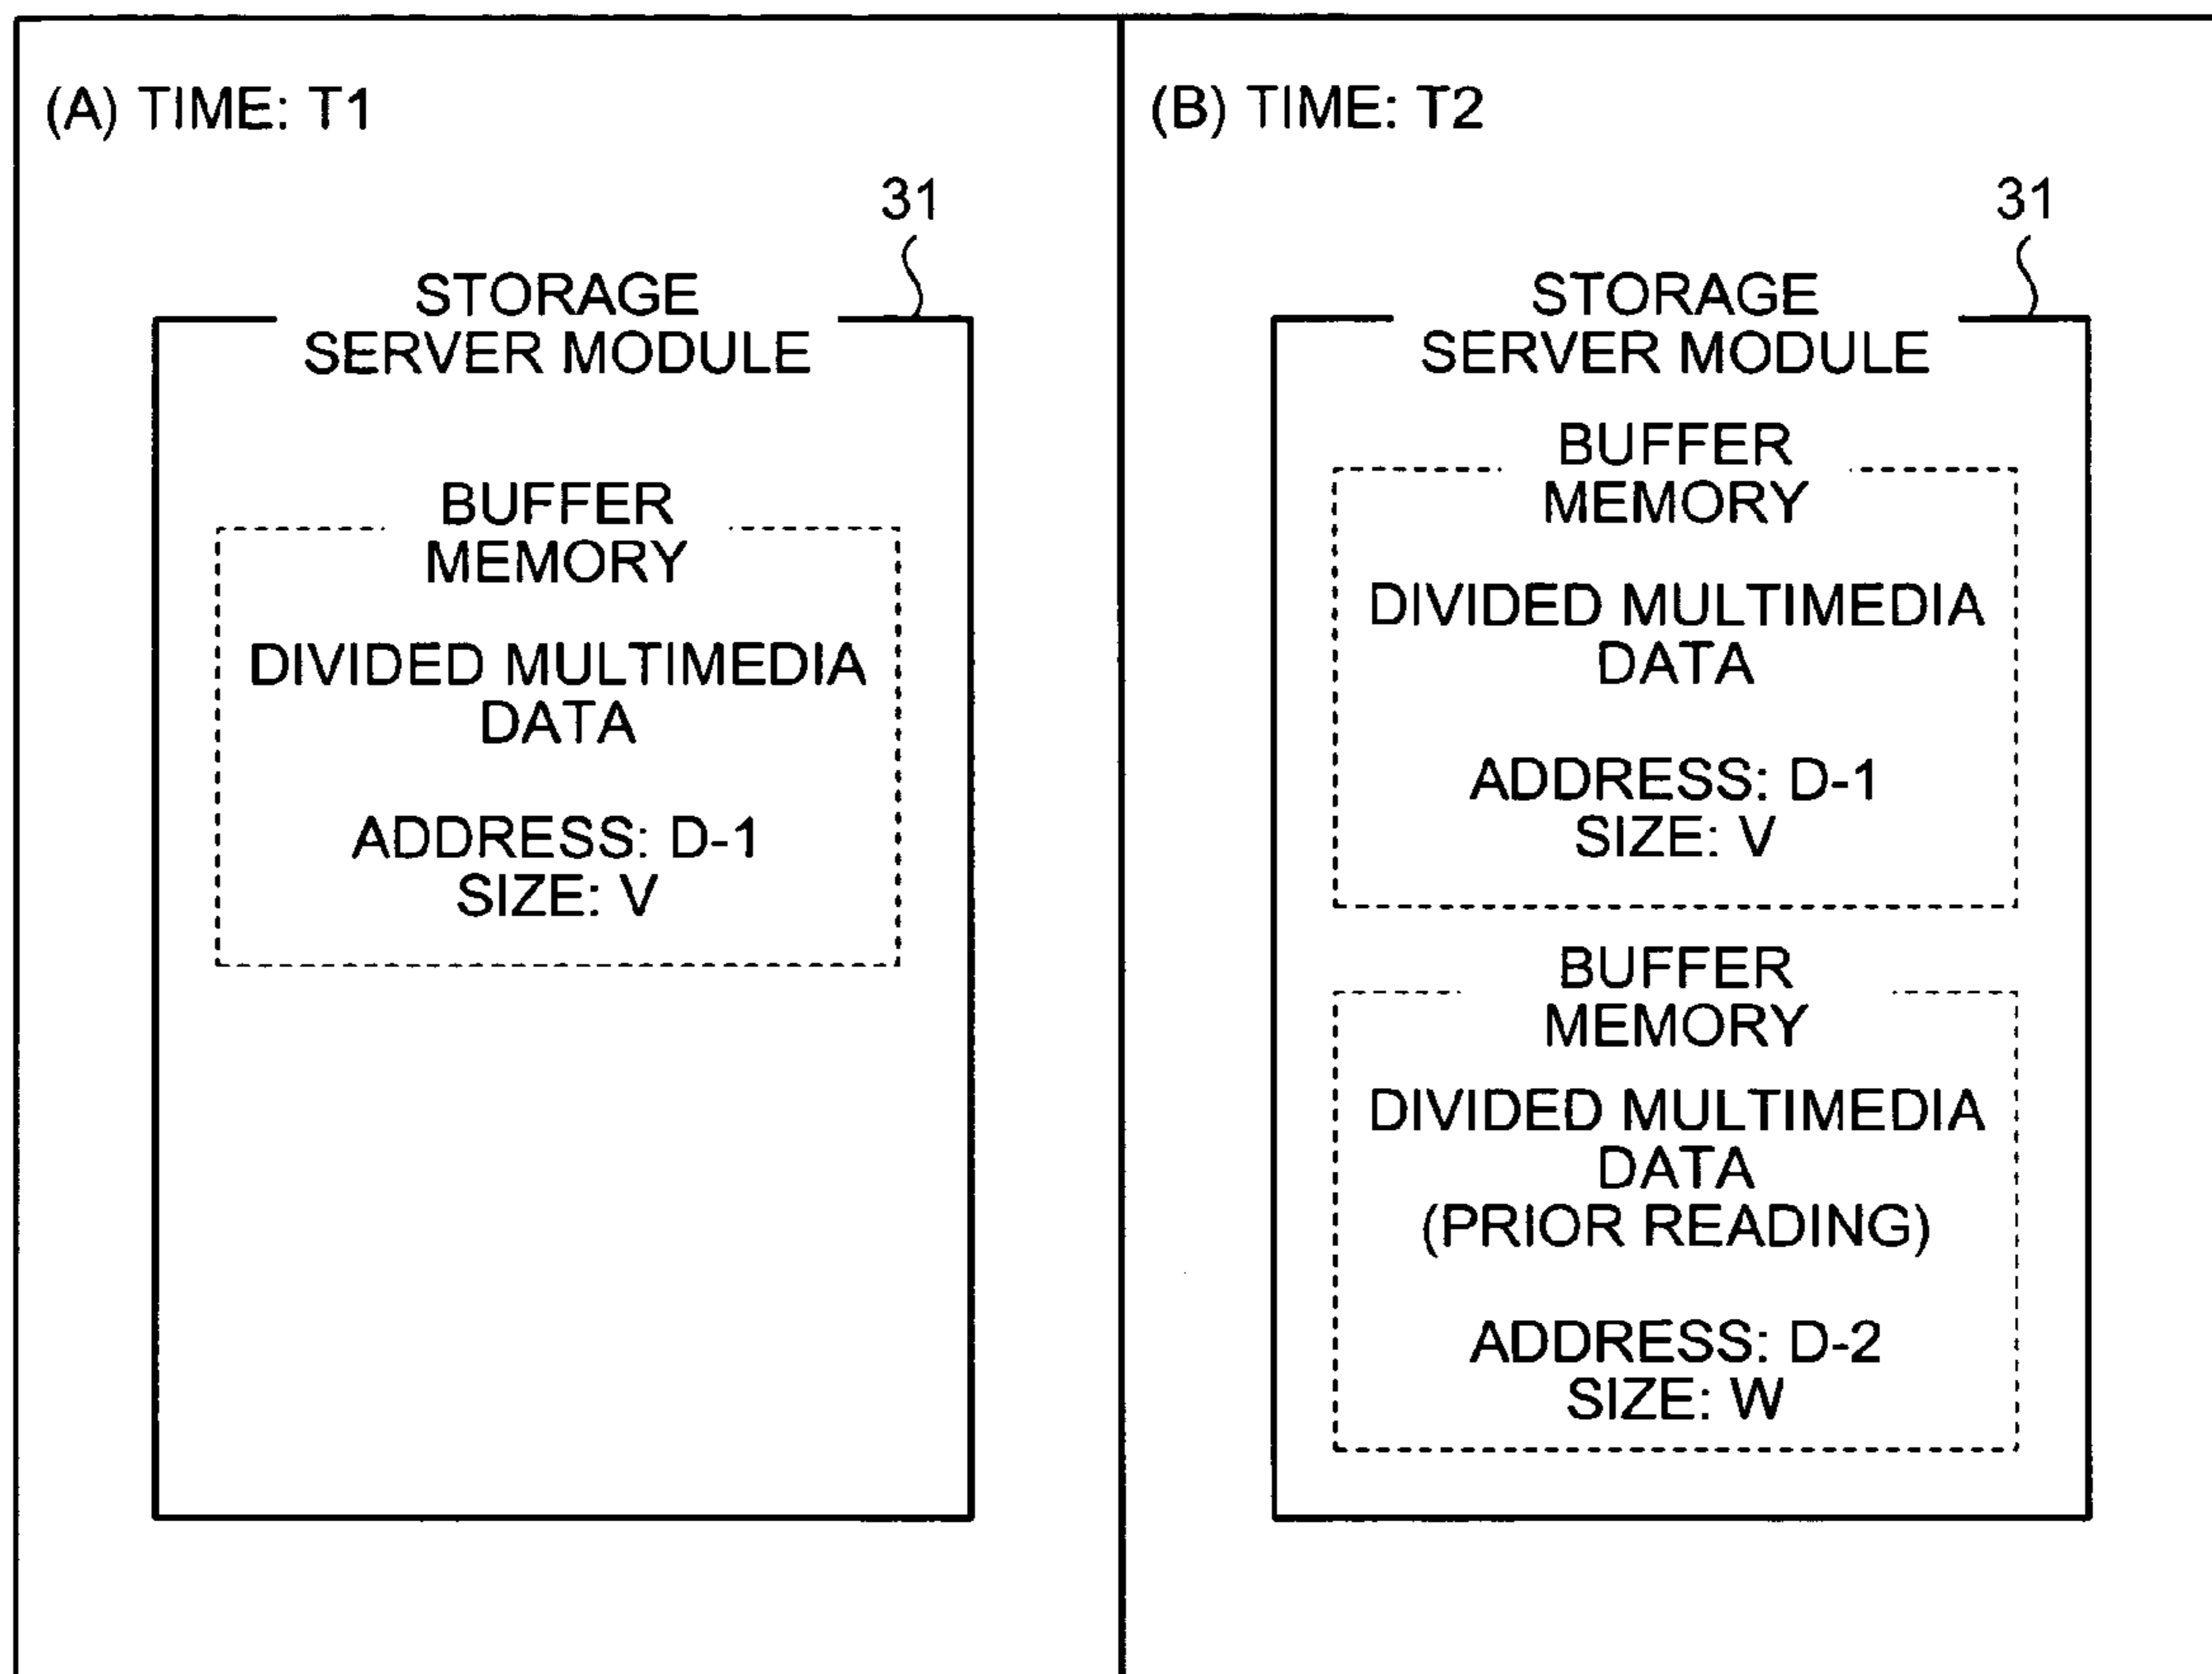 (A) TIME: T1
31
STORAGE
SERVER MODULE
BUFFER
MEMORY
DIVIDED MULTIMEDIA
DATA
ADDRESS: D-1
SIZE: V
(B) TIME: T2
31
STORAGE
SERVER MODULE
BUFFER
MEMORY
DIVIDED MULTIMEDIA
DATA
ADDRESS: D-1
SIZE: V
BUFFER
MEMORY
DIVIDED MULTIMEDIA
DATA
(PRIOR READING)
ADDRESS: D-2
SIZE: W